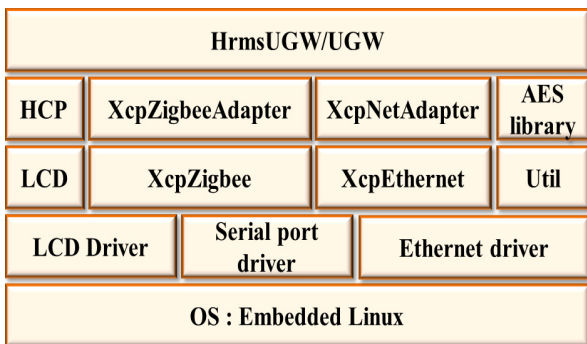 HrmsUGW/UGW
HCP
XcpZigbeeAdapter
XcpNetAdapter
AES
library
LCD
XcpZigbee
XcpEthernet
Util
LCD Driver
Serial port
driver
Ethernet driver
OS : Embedded Linux